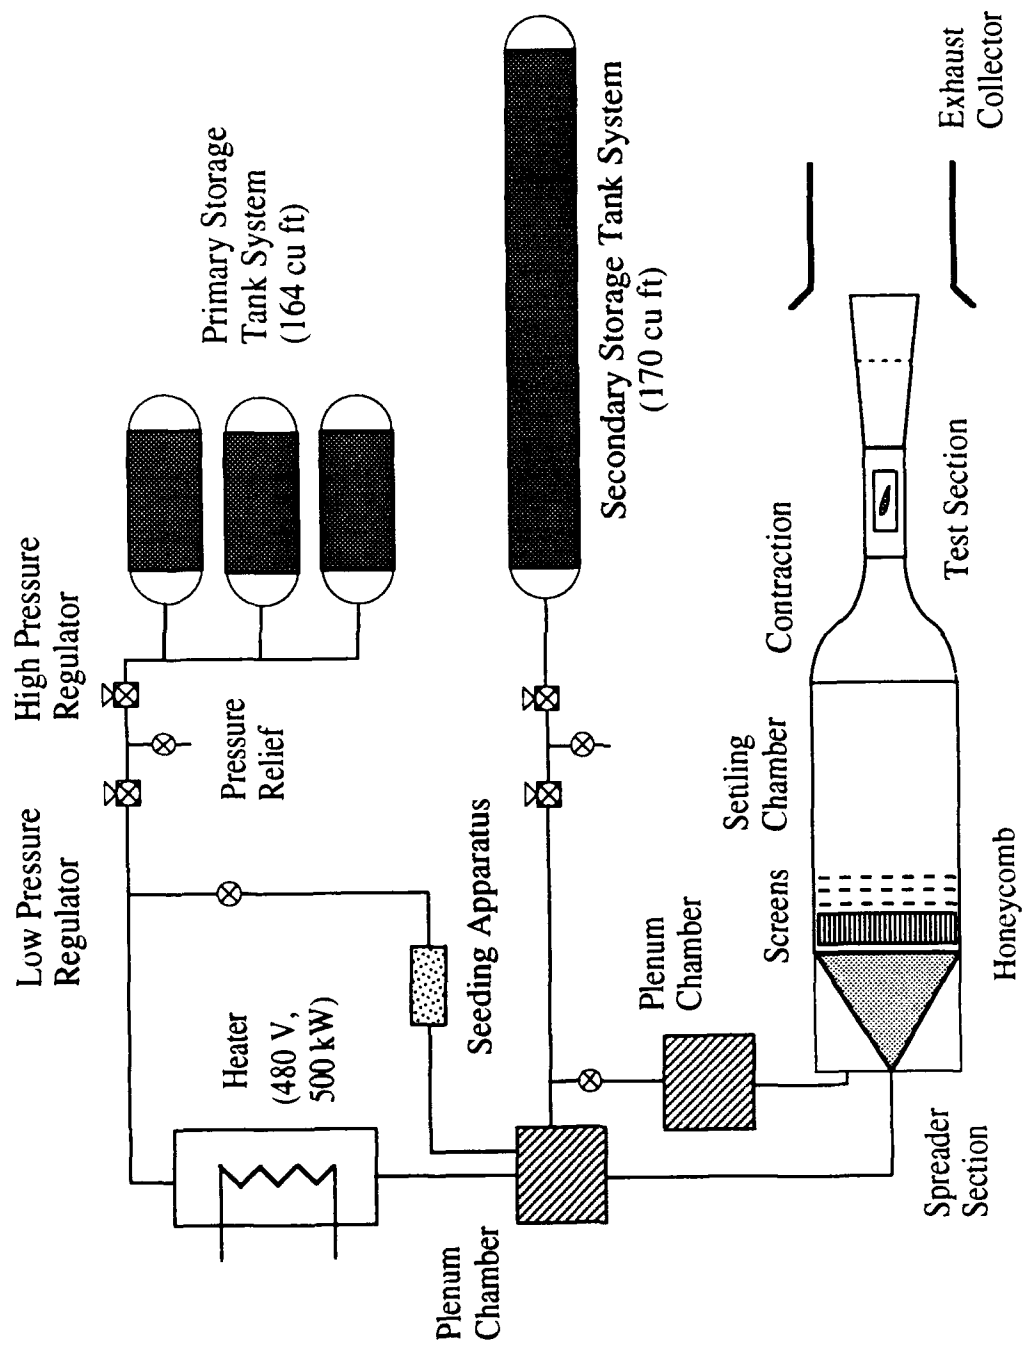 High Pressure
Regulator
Low Pressure
Regulator
Primary Storage
Tank System
(164 cu ft)
Pressure
Relief
Heater
(480 V,
500 kW)
Seeding Apparatus
Plenum
Chamber
Secondary Storage Tank System
(170 cu ft)
Plenum
Chamber
Screens
Settling
Chamber
Contraction
Spreader
Section
Honeycomb
Test Section
Exhaust
Collector